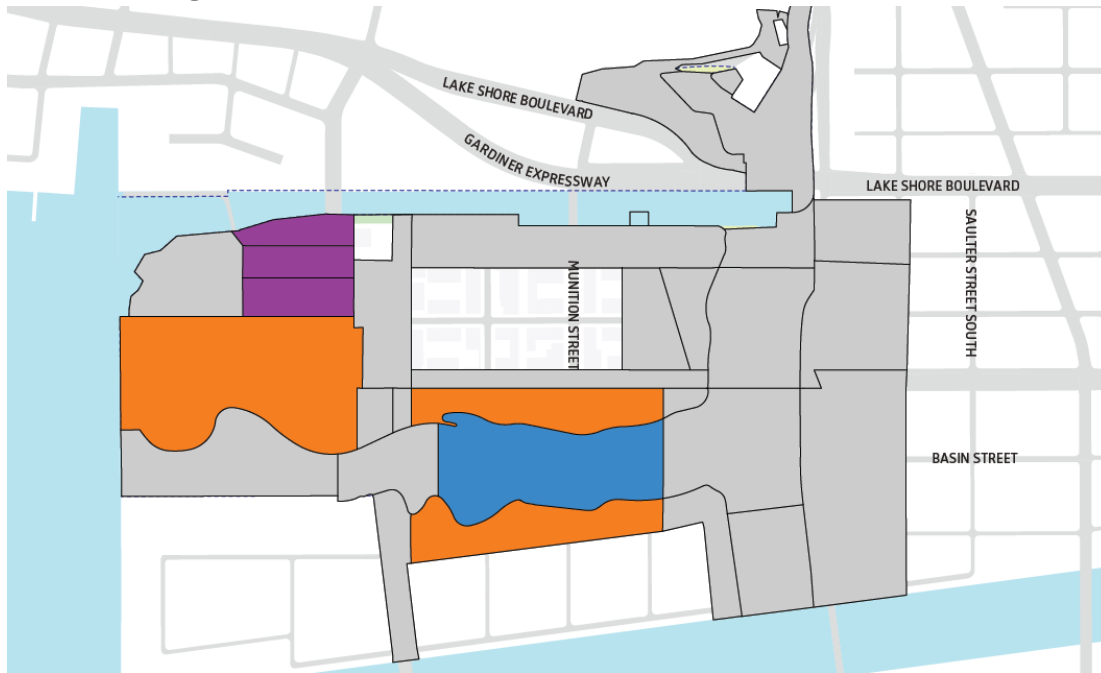 LAKE SHORE BOULEVARD
GARDINER EXPRESSWAY
LAKE SHORE BOULEVARD
SAULTER STREET SOUTH
MUNITION STREET
BASIN STREET